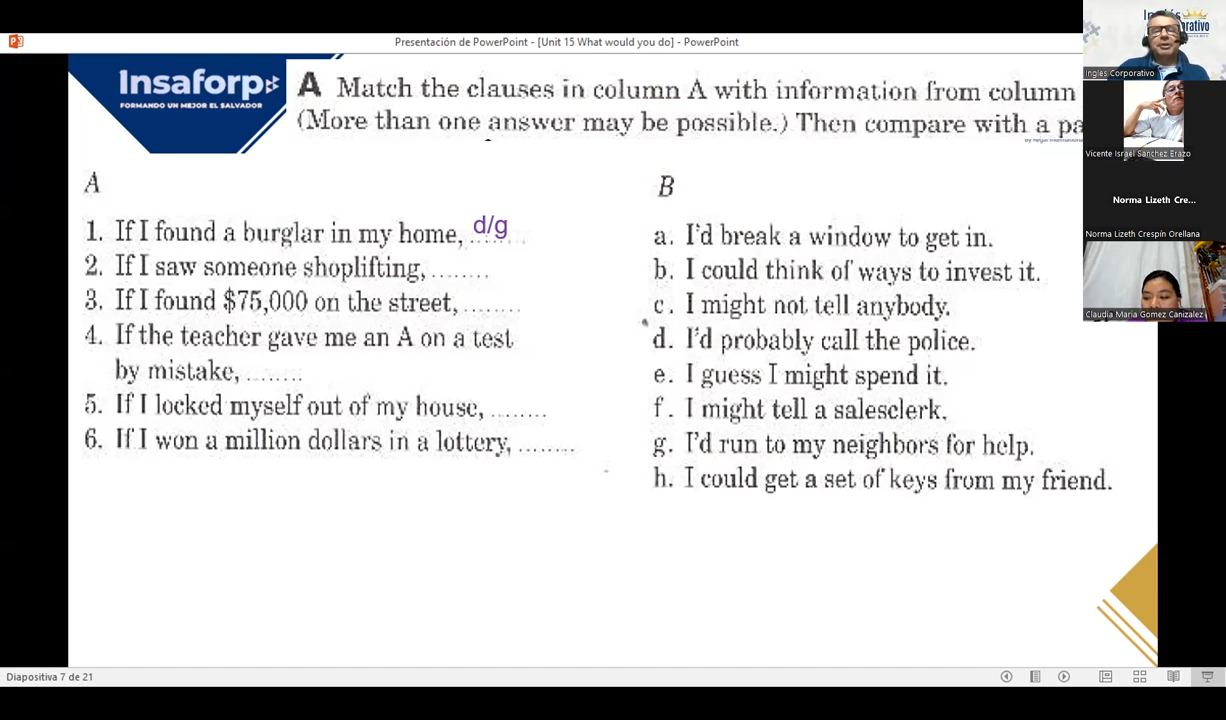 Presentación de PowerPoint - [Unit 15 What would you do] - PowerPoint
Insaforp
FORMANDO UN MEJOR EL SALVADOR
A Match the clauses in column A with information from column
(More than one answer may be possible.) Then compare with a pa
A
1. If I found a burglar in my home, ........
d/g
2. If I saw someone shoplifting, ........
3. If I found $75,000 on the street, ........
4. If the teacher gave me an A on a test
by mistake, ........
5. If I locked myself out of my house, ........
6. If I won a million dollars in a lottery, ........
B
a. I'd break a window to get in.
b. I could think of ways to invest it.
c. I might not tell anybody.
d. I'd probably call the police.
e. I guess I might spend it.
f. I might tell a salesclerk.
g. I'd run to my neighbors for help.
h. I could get a set of keys from my friend.
Ingles Corporativo
Vicente Israel Sanchez Erazo
Norma Lizeth Cre...
Norma Lizeth Crespín Orellana
Claudia Maria Gomez Canizalez
Diapositiva 7 de 21